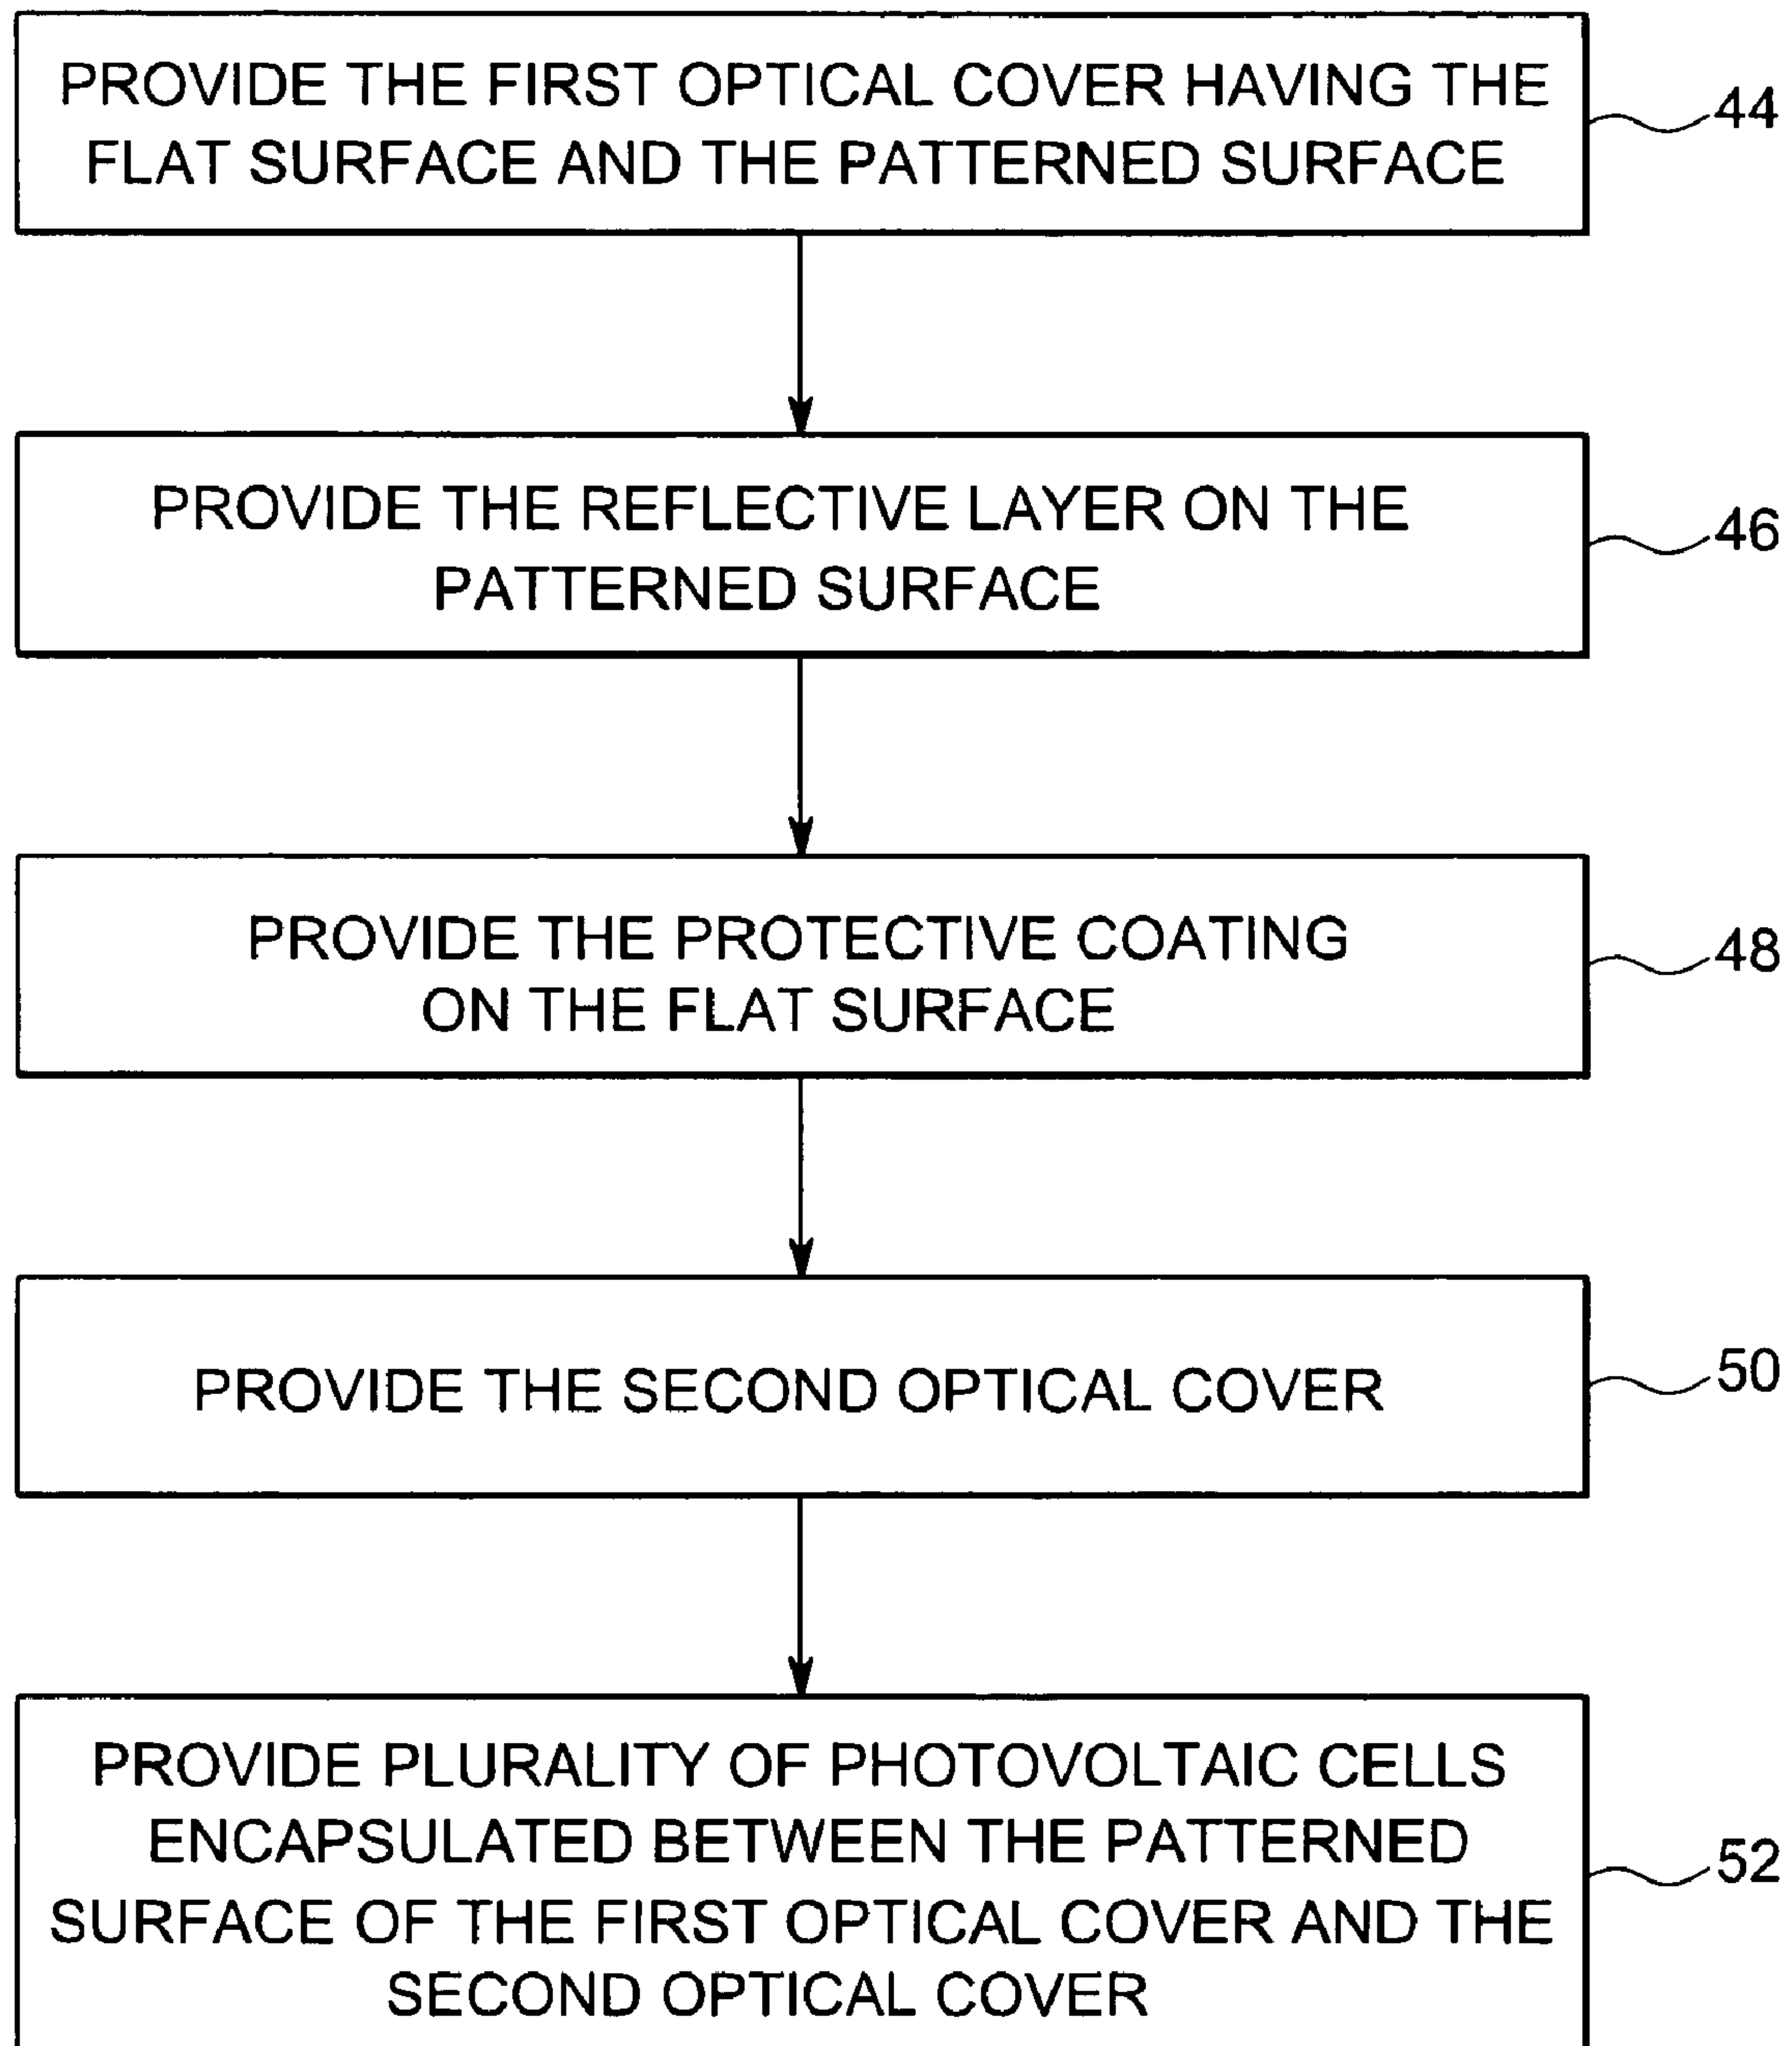 PROVIDE THE FIRST OPTICAL COVER HAVING THE
FLAT SURFACE AND THE PATTERNED SURFACE
44
PROVIDE THE REFLECTIVE LAYER ON THE
PATTERNED SURFACE
46
PROVIDE THE PROTECTIVE COATING
ON THE FLAT SURFACE
48
PROVIDE THE SECOND OPTICAL COVER
50
PROVIDE PLURALITY OF PHOTOVOLTAIC CELLS
ENCAPSULATED BETWEEN THE PATTERNED
SURFACE OF THE FIRST OPTICAL COVER AND THE
SECOND OPTICAL COVER
52